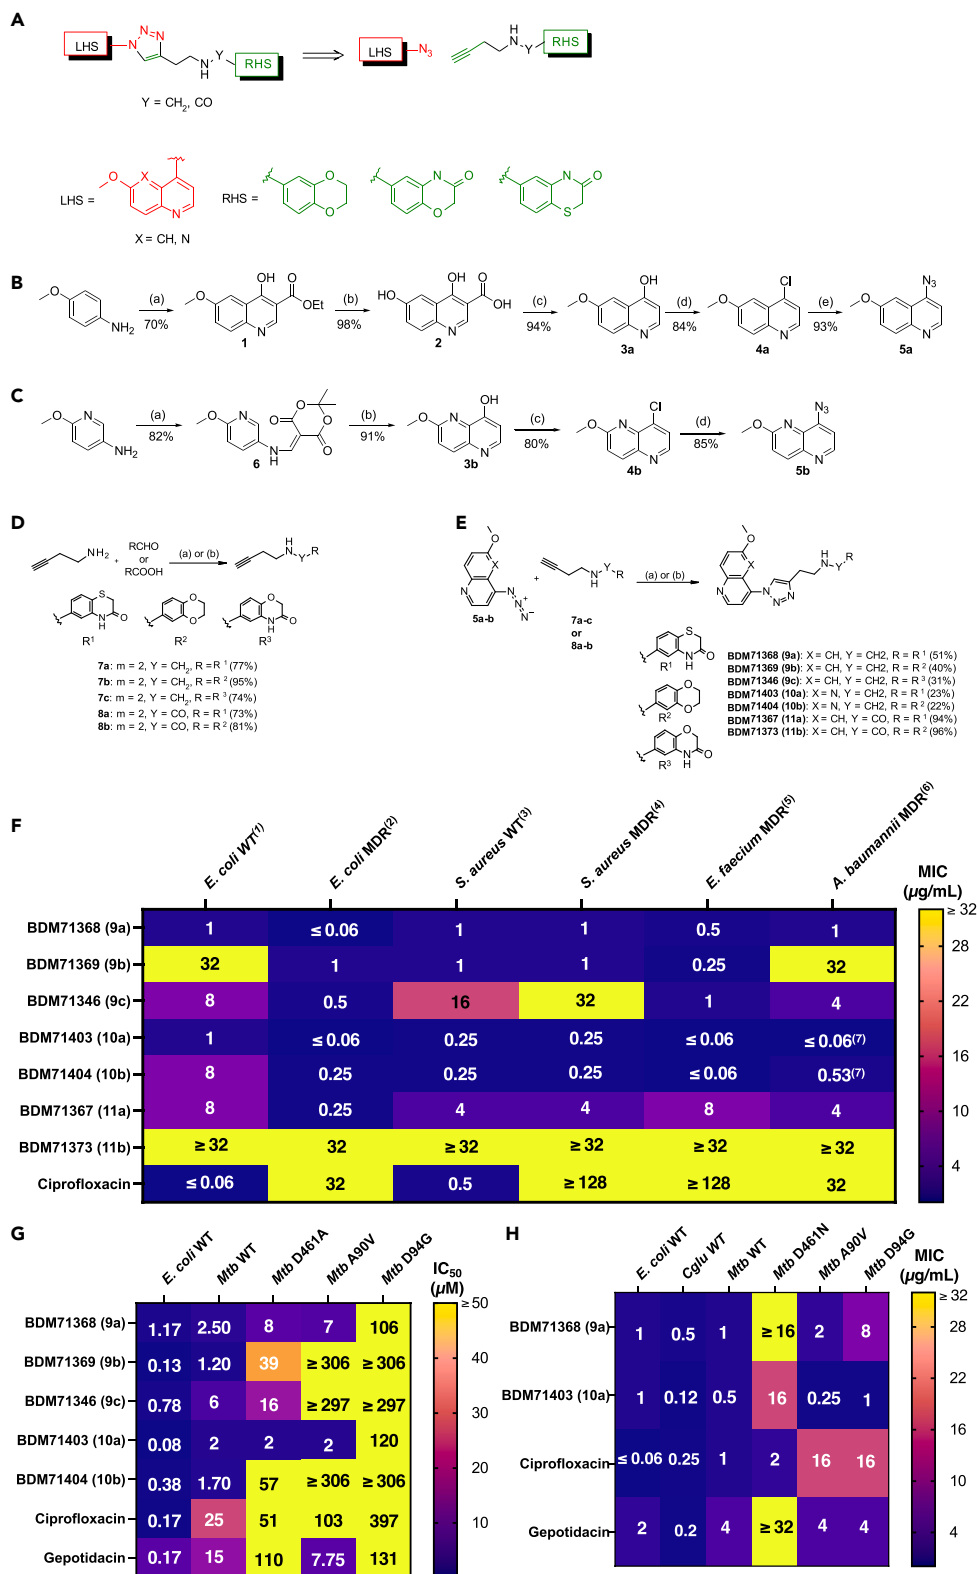 A
LHS N N N N H Y RHS
LHS N₃
H N Y RHS
Y = CH₂, CO
LHS = O X N
RHS = O O
H N O O
H N O S
X = CH, N
B
O NH₂
(a)
70%
O OH O OEt N
1
(b)
98%
HO OH O OH N
2
(c)
94%
O OH N
3a
(d)
84%
O Cl N
4a
(e)
93%
O N₃ N
5a
C
O N NH₂
(a)
82%
O N N H O O O O
6
(b)
91%
O N OH N
3b
(c)
80%
O N Cl N
4b
(d)
85%
O N N₃ N
5b
D
NH₂ + RCHO or RCOOH
(a) or (b)
H N Y R
S N H O
R¹
O O
R²
O N H O
R³
7a: m = 2, Y = CH₂, R = R¹ (77%)
7b: m = 2, Y = CH₂, R = R² (95%)
7c: m = 2, Y = CH₂, R = R³ (74%)
8a: m = 2, Y = CO, R = R¹ (73%)
8b: m = 2, Y = CO, R = R² (81%)
E
O X N N N⁺ N⁻
5a-b
+
H N Y R
7a-c
or
8a-b
(a) or (b)
O X N N N N H N Y R
S N H O
R¹
O O
R²
O N H O
R³
BDM71368 (9a): X = CH, Y = CH2, R = R¹ (51%)
BDM71369 (9b): X = CH, Y = CH2, R = R² (40%)
BDM71346 (9c): X = CH, Y = CH2, R = R³ (31%)
BDM71403 (10a): X = N, Y = CH2, R = R¹ (23%)
BDM71404 (10b): X = N, Y = CH2, R = R² (22%)
BDM71367 (11a): X = CH, Y = CO, R = R¹ (94%)
BDM71373 (11b): X = CH, Y = CO, R = R² (96%)
F
E. coli WT(1) E. coli MDR(2) S. aureus WT(3) S. aureus MDR(4) E. faecium MDR(5) A. baumannii MDR(6)
BDM71368 (9a) 1 ≤ 0.06 1 1 0.5 1
BDM71369 (9b) 32 1 1 1 0.25 32
BDM71346 (9c) 8 0.5 16 32 1 4
BDM71403 (10a) 1 ≤ 0.06 0.25 0.25 ≤ 0.06 ≤ 0.06(7)
BDM71404 (10b) 8 0.25 0.25 0.25 ≤ 0.06 0.53(7)
BDM71367 (11a) 8 0.25 4 4 8 4
BDM71373 (11b) ≥ 32 32 ≥ 32 ≥ 32 ≥ 32 ≥ 32
Ciprofloxacin ≤ 0.06 32 0.5 ≥ 128 ≥ 128 32
MIC
(µg/mL)
≥ 32
28
22
16
10
4
G
E. coli WT Mtb WT Mtb D461A Mtb A90V Mtb D94G
BDM71368 (9a) 1.17 2.50 8 7 106
BDM71369 (9b) 0.13 1.20 39 ≥ 306 ≥ 306
BDM71346 (9c) 0.78 6 16 ≥ 297 ≥ 297
BDM71403 (10a) 0.08 2 2 2 120
BDM71404 (10b) 0.38 1.70 57 ≥ 306 ≥ 306
Ciprofloxacin 0.17 25 51 103 397
Gepotidacin 0.17 15 110 7.75 131
IC₅₀
(µM)
≥ 50
40
30
20
10
H
E. coli WT Cglu WT Mtb WT Mtb D461N Mtb A90V Mtb D94G
BDM71368 (9a) 1 0.5 1 ≥ 16 2 8
BDM71403 (10a) 1 0.12 0.5 16 0.25 1
Ciprofloxacin ≤ 0.06 0.25 1 2 16 16
Gepotidacin 2 0.2 4 ≥ 32 4 4
MIC
(µg/mL)
≥ 32
28
22
16
10
4